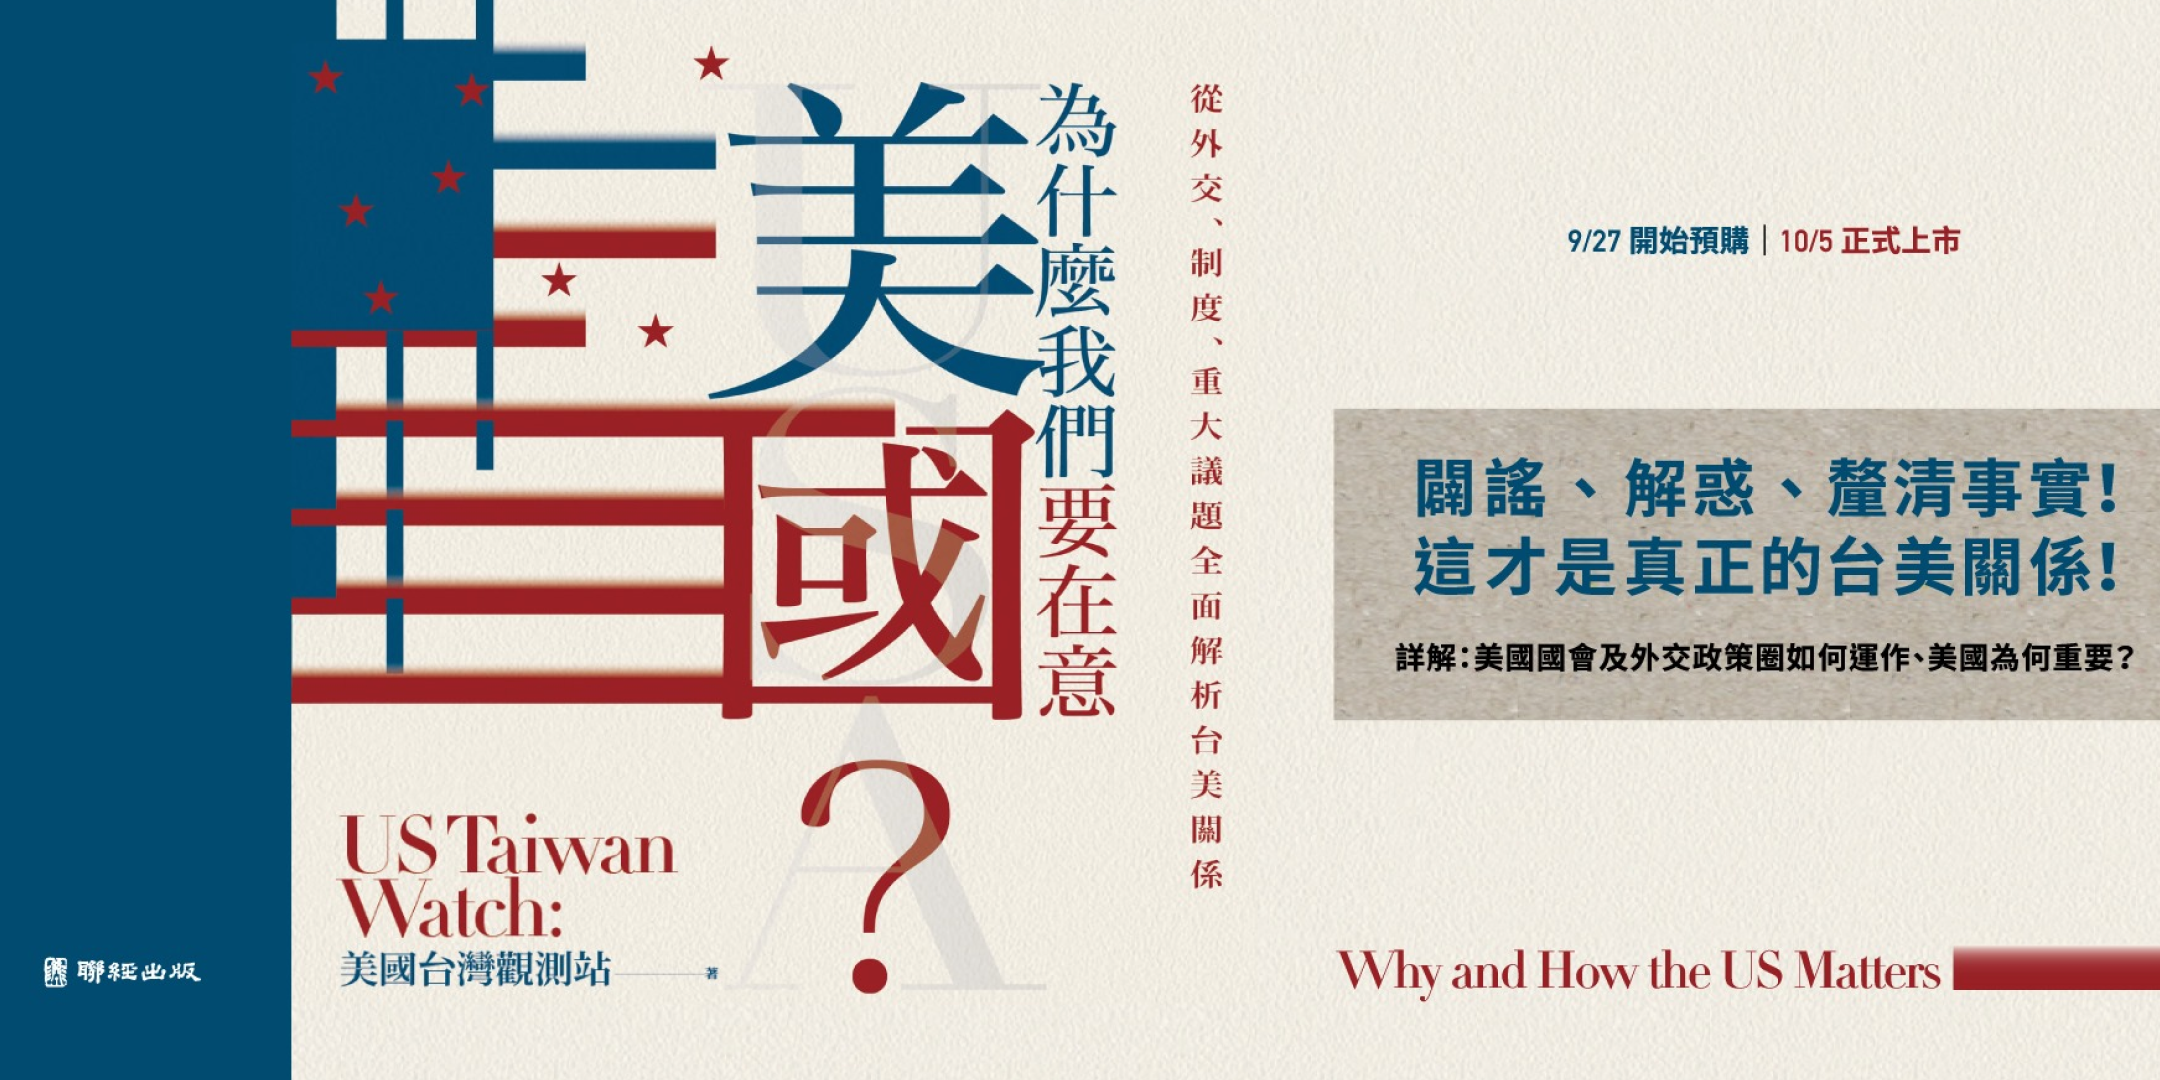 為什麼我們要在意
美國？
從外交、制度、重大議題全面解析台美關係
USA
US Taiwan
Watch:
美國台灣觀測站 著
聯經出版
9/27 開始預購｜10/5 正式上市
闢謠、解惑、釐清事實！
這才是真正的台美關係！
詳解：美國國會及外交政策圈如何運作、美國為何重要？
Why and How the US Matters